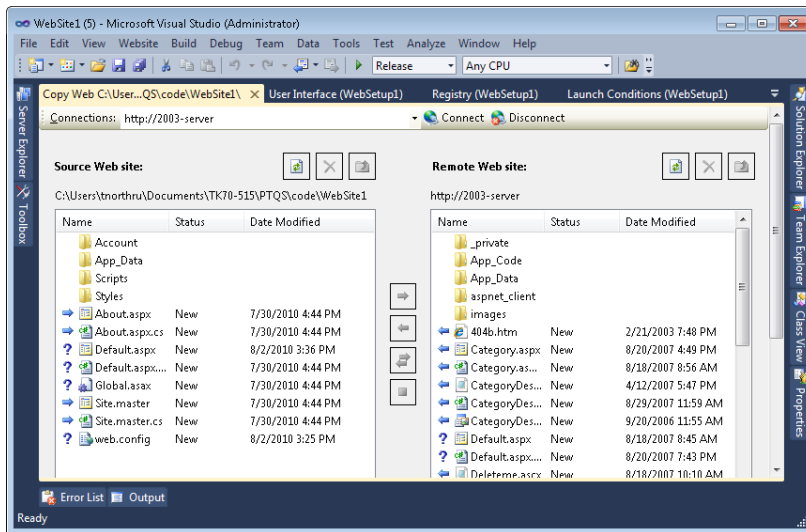 WebSite1 (5) - Microsoft Visual Studio (Administrator)
File Edit View Website Build Debug Team Data Tools Test Analyze Window Help
Release Any CPU
Copy Web C:\User...QS\code\WebSite1\ User Interface (WebSetup1) Registry (WebSetup1) Launch Conditions (WebSetup1)
Connections: http://2003-server Connect Disconnect
Server Explorer
Toolbox
Source Web site:
C:\Users\tnorthru\Documents\TK70-515\PTQS\code\WebSite1
Name Status Date Modified
Account
App_Data
Scripts
Styles
About.aspx New 7/30/2010 4:44 PM
About.aspx.cs New 7/30/2010 4:44 PM
Default.aspx New 8/2/2010 3:36 PM
Default.aspx.... New 7/30/2010 4:44 PM
Global.asax New 7/30/2010 4:44 PM
Site.master New 7/30/2010 4:44 PM
Site.master.cs New 7/30/2010 4:44 PM
web.config New 8/2/2010 3:25 PM
Remote Web site:
http://2003-server
Name Status Date Modified
_private
App_Code
App_Data
aspnet_client
images
404b.htm New 2/21/2003 7:48 PM
Category.aspx New 8/20/2007 4:49 PM
Category.as... New 8/18/2007 8:56 AM
CategoryDes... New 4/12/2007 5:47 PM
CategoryDes... New 8/29/2007 11:59 AM
CategoryDes... New 9/20/2006 11:55 AM
Default.aspx New 8/18/2007 8:45 AM
Default.aspx.... New 8/20/2007 7:43 PM
Deleteme.ascx New 8/18/2007 10:10 AM
Solution Explorer
Team Explorer
Class View
Properties
Error List Output
Ready